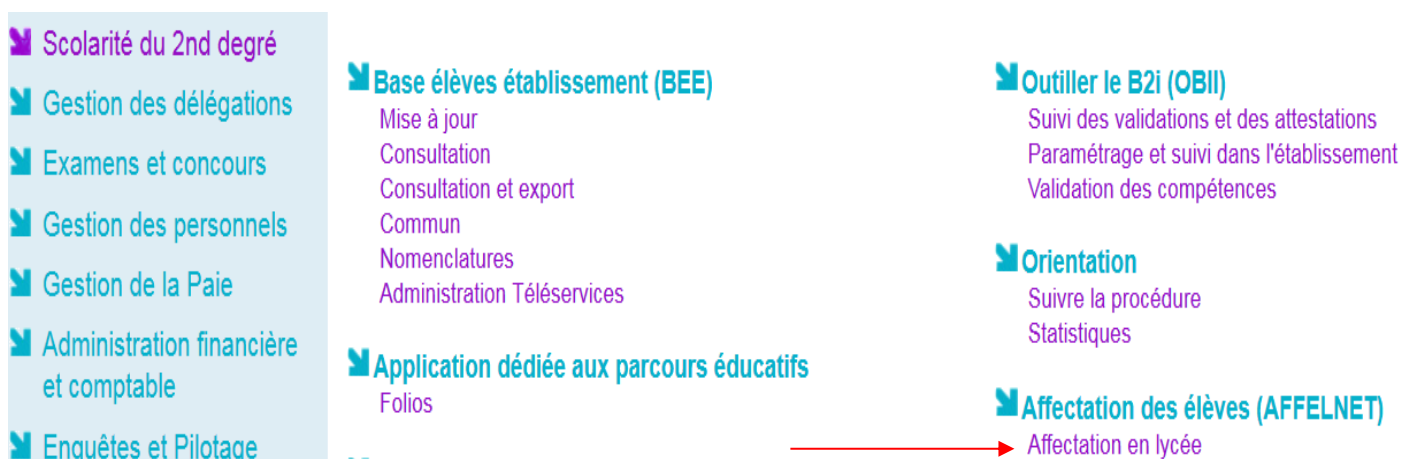 Scolarité du 2nd degré
Gestion des délégations
Examens et concours
Gestion des personnels
Gestion de la Paie
Administration financière
et comptable
Enquêtes et Pilotage
Base élèves établissement (BEE)
Mise à jour
Consultation
Consultation et export
Commun
Nomenclatures
Administration Téléservices
Application dédiée aux parcours éducatifs
Folios
Outiller le B2i (OBII)
Suivi des validations et des attestations
Paramétrage et suivi dans l'établissement
Validation des compétences
Orientation
Suivre la procédure
Statistiques
Affectation des élèves (AFFELNET)
Affectation en lycée